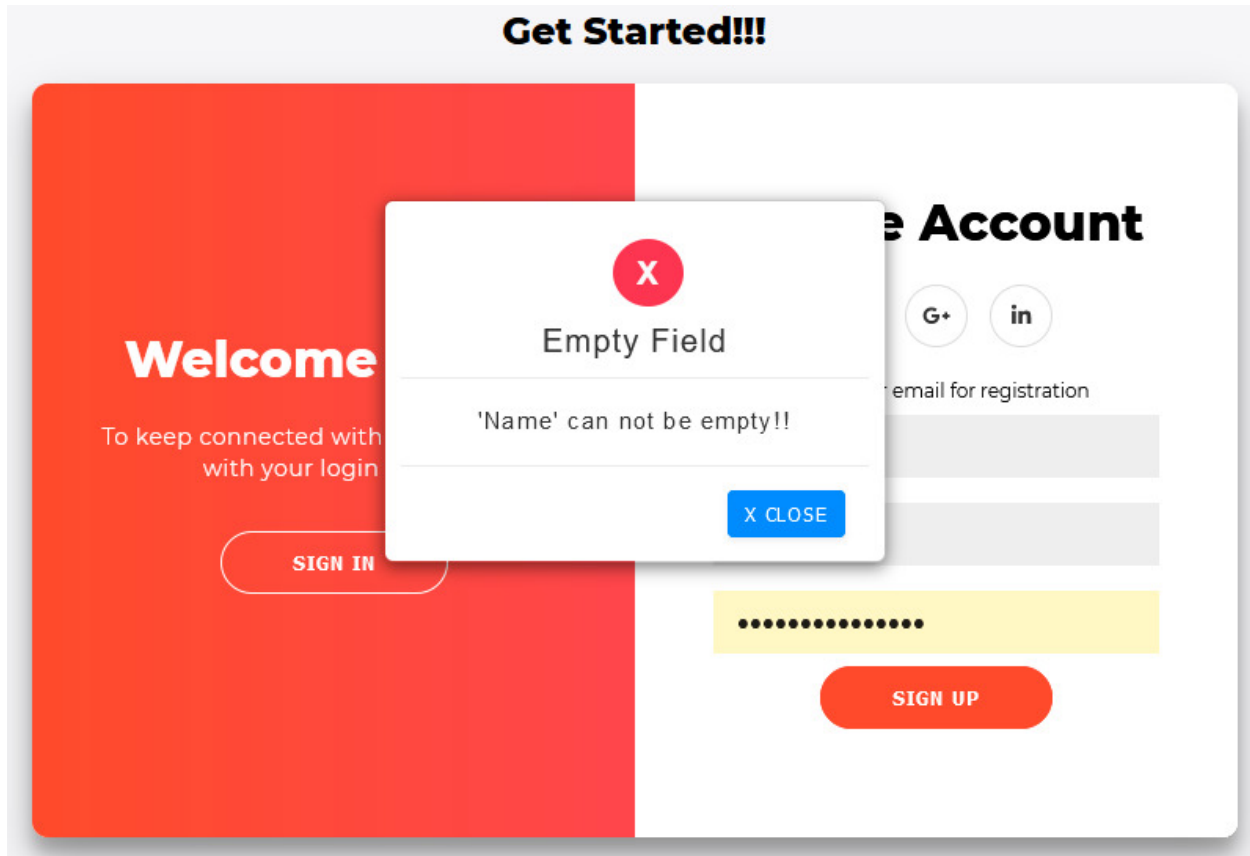 Get Started!!!
Welcome
To keep connected with
with your login
SIGN IN
X
Empty Field
'Name' can not be empty!!
X CLOSE
e Account
G+
in
email for registration
•••••••••••••••
SIGN UP